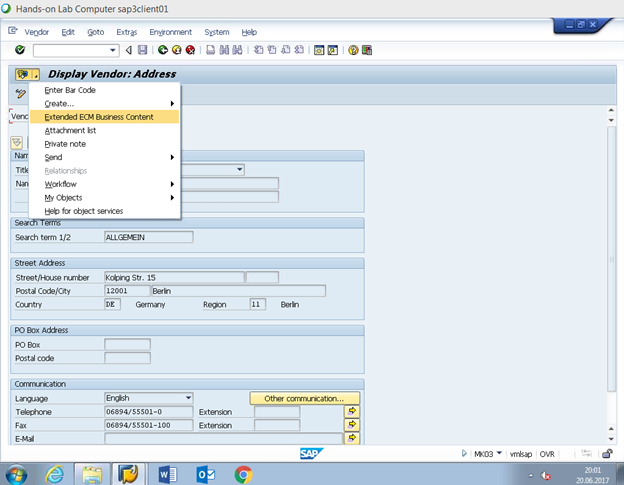 Hands-on Lab Computer sap3client01
Vendor Edit Goto Extras Environment System Help
Display Vendor: Address
Enter Bar Code
Create...
Extended ECM Business Content
Vend
Attachment list
Private note
Send
Nam
Relationships
Title
Workflow
Nam
My Objects
Help for object services
Search Terms
Search term 1/2 ALLGEMEIN
Street Address
Street/House number Kolping Str. 15
Postal Code/City 12001 Berlin
Country DE Germany Region 11 Berlin
PO Box Address
PO Box
Postal code
Communication
Language English Other communication...
Telephone 06894/55501-0 Extension
Fax 06894/55501-100 Extension
E-Mail
SAP MK03 vmlsap OVR
20:01
20.06.2017